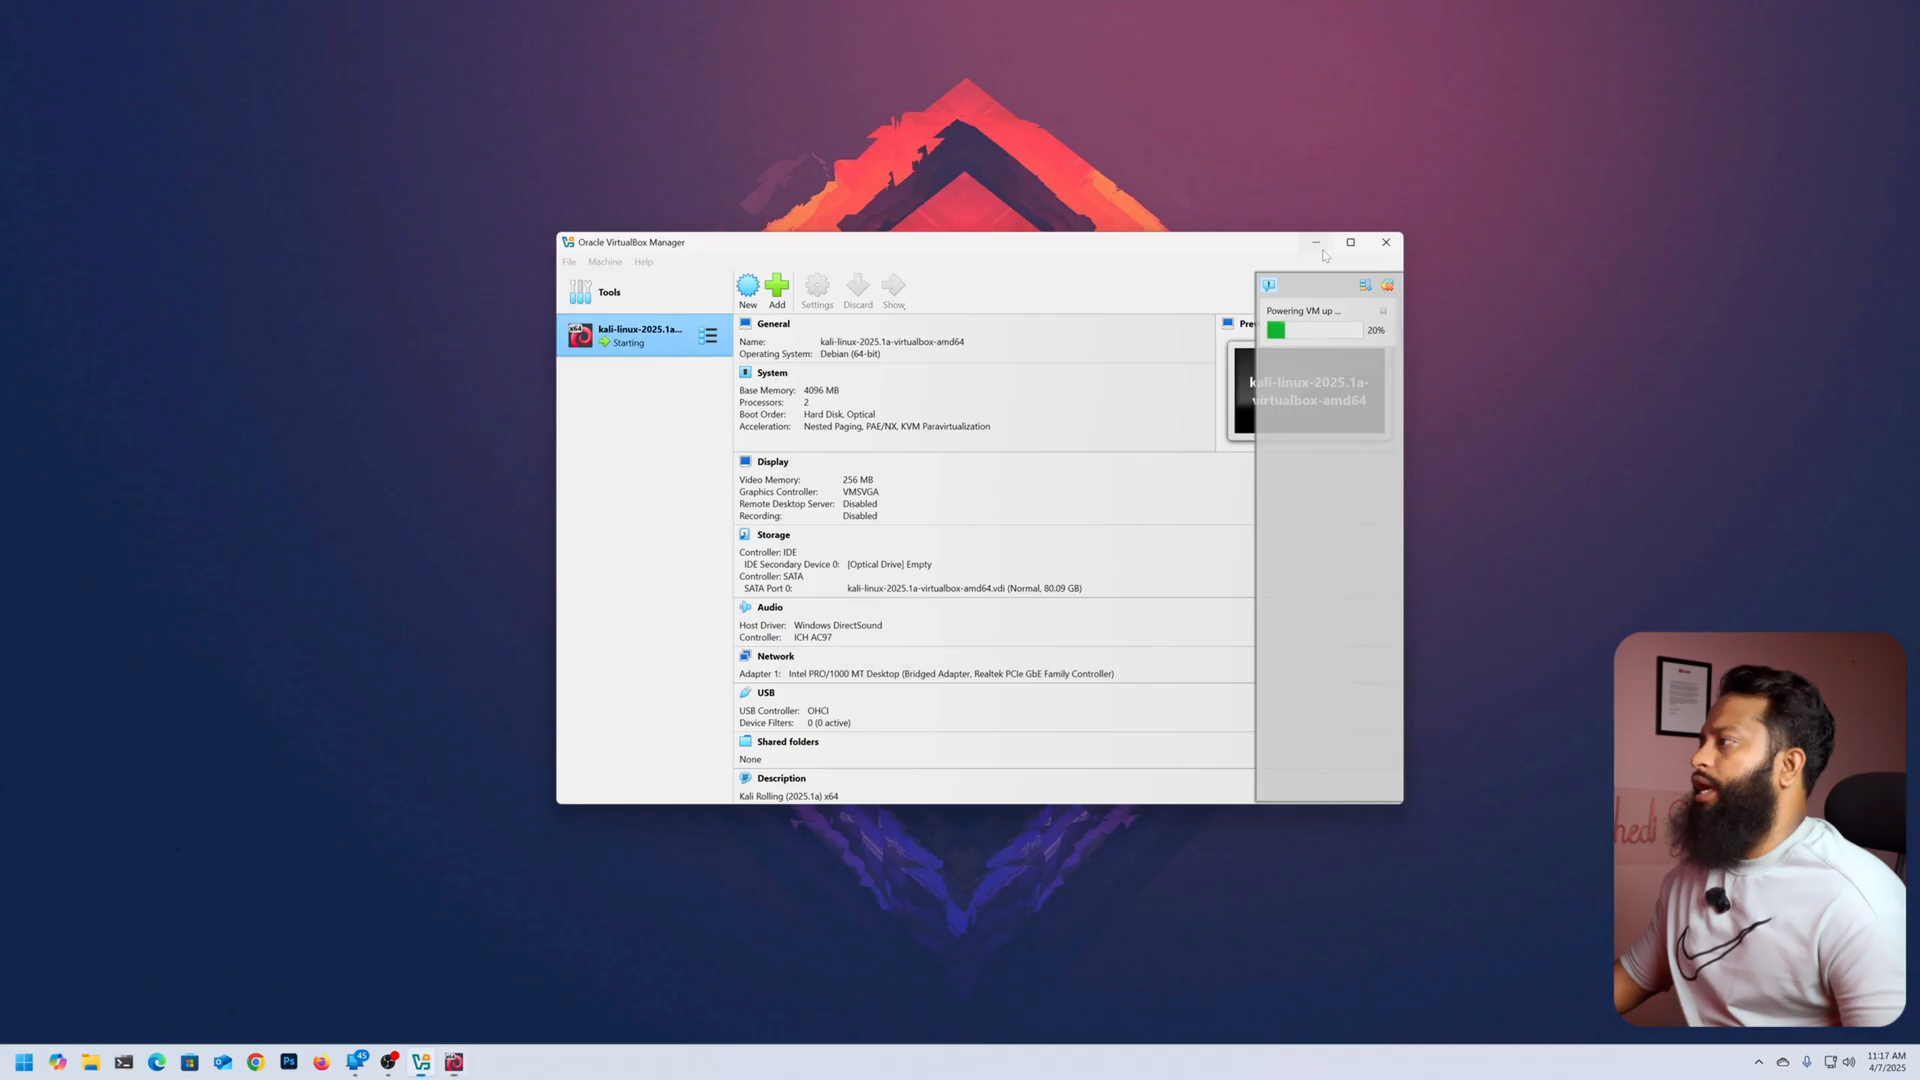 Oracle VirtualBox Manager
File Machine Help
Tools
New Add Settings Discard Show
x64
kali-linux-2025.1a...
Starting
General
Name: kali-linux-2025.1a-virtualbox-amd64
Operating System: Debian (64-bit)
System
Base Memory: 4096 MB
Processors: 2
Boot Order: Hard Disk, Optical
Acceleration: Nested Paging, PAE/NX, KVM Paravirtualization
Pre
Powering VM up ...
20%
kali-linux-2025.1a-
virtualbox-amd64
Display
Video Memory: 256 MB
Graphics Controller: VMSVGA
Remote Desktop Server: Disabled
Recording: Disabled
Storage
Controller: IDE
IDE Secondary Device 0: [Optical Drive] Empty
Controller: SATA
SATA Port 0: kali-linux-2025.1a-virtualbox-amd64.vdi (Normal, 80.09 GB)
Audio
Host Driver: Windows DirectSound
Controller: ICH AC97
Network
Adapter 1: Intel PRO/1000 MT Desktop (Bridged Adapter, Realtek PCIe GbE Family Controller)
USB
USB Controller: OHCI
Device Filters: 0 (0 active)
Shared folders
None
Description
Kali Rolling (2025.1a) x64
hedi
Ps
45
11:17 AM
4/7/2025